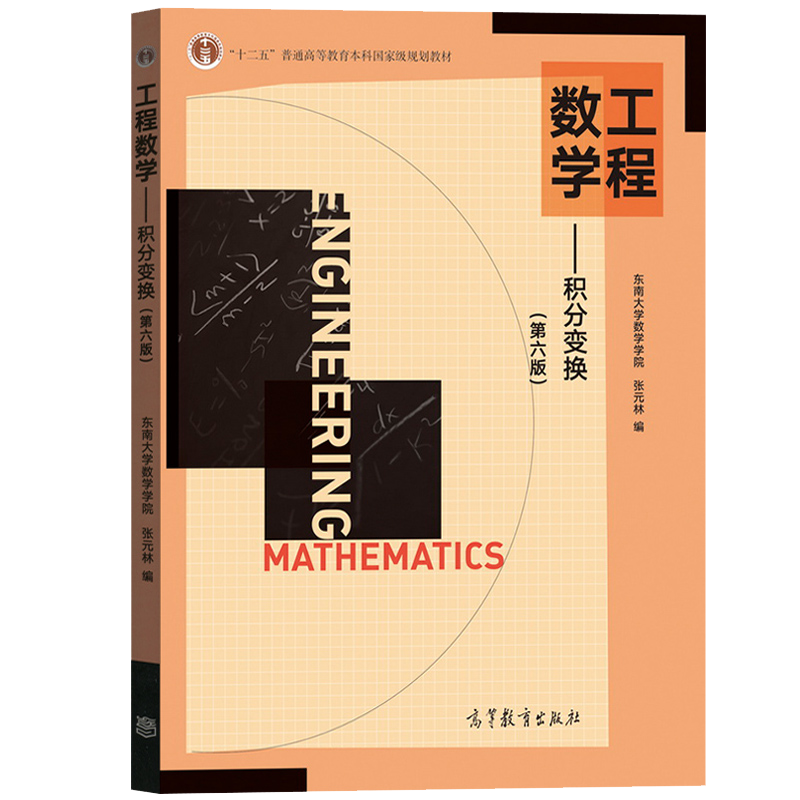 "十二五"普通高等教育本科国家级规划教材
工程
数学
——积分变换
(第六版)
东南大学数学学院 张元林 编
ENGINEERING
MATHEMATICS
高等教育出版社
工程数学——积分变换(第六版)
东南大学数学学院 张元林 编